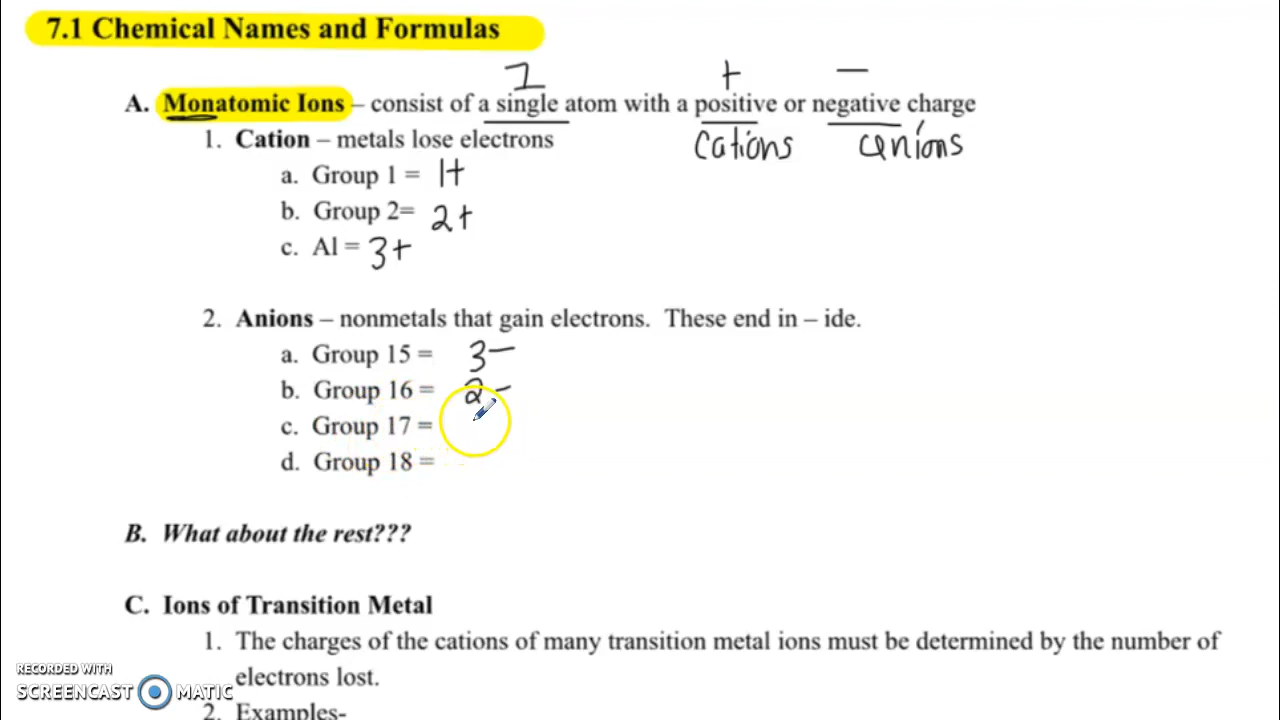 7.1 Chemical Names and Formulas
1 + –
A. Monatomic Ions – consist of a single atom with a positive or negative charge
cations anions
1. Cation – metals lose electrons
a. Group 1 = 1+
b. Group 2= 2+
c. Al = 3+
2. Anions – nonmetals that gain electrons. These end in – ide.
a. Group 15 = 3–
b. Group 16 = 2–
c. Group 17 =
d. Group 18 =
B. What about the rest???
C. Ions of Transition Metal
1. The charges of the cations of many transition metal ions must be determined by the number of
electrons lost.
2. Examples-
RECORDED WITH
SCREENCAST MATIC